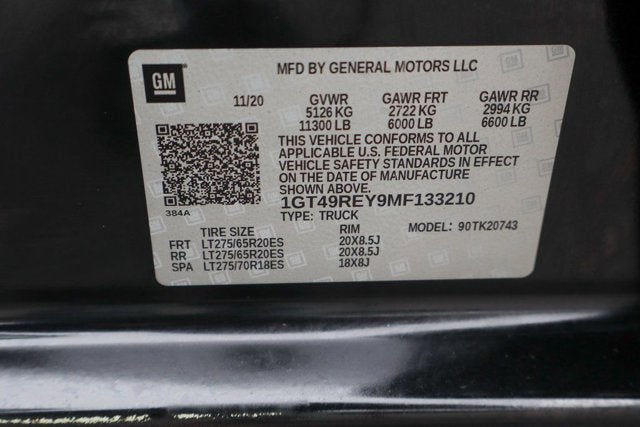 GM
MFD BY GENERAL MOTORS LLC
11/20 GVWR GAWR FRT GAWR RR
5126 KG 2722 KG 2994 KG
11300 LB 6000 LB 6600 LB
THIS VEHICLE CONFORMS TO ALL
APPLICABLE U.S. FEDERAL MOTOR
VEHICLE SAFETY STANDARDS IN EFFECT
ON THE DATE OF MANUFACTURE SHOWN
ABOVE.
1GT49REY9MF133210
384A
TYPE: TRUCK
MODEL: 90TK20743
TIRE SIZE RIM
FRT LT275/65R20ES 20X8.5J
RR LT275/65R20ES 20X8.5J
SPA LT275/70R18ES 18X8J